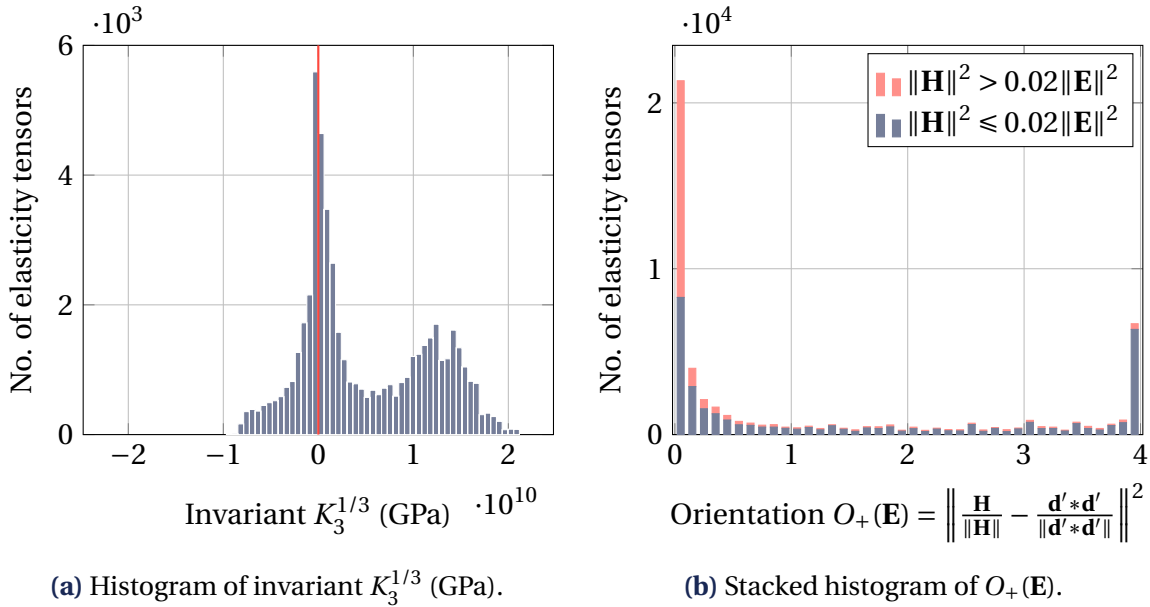 ·10³
6
4
2
0
No. of elasticity tensors
−2 −1 0 1 2
·10¹⁰
Invariant K₃^{1/3} (GPa)
(a) Histogram of invariant K₃^{1/3} (GPa).
·10⁴
2
1
0
No. of elasticity tensors
‖H‖² > 0.02‖E‖²
‖H‖² ⩽ 0.02‖E‖²
0 1 2 3 4
Orientation O₊(E) = ‖ H/‖H‖ − d′∗d′/‖d′∗d′‖ ‖²
(b) Stacked histogram of O₊(E).